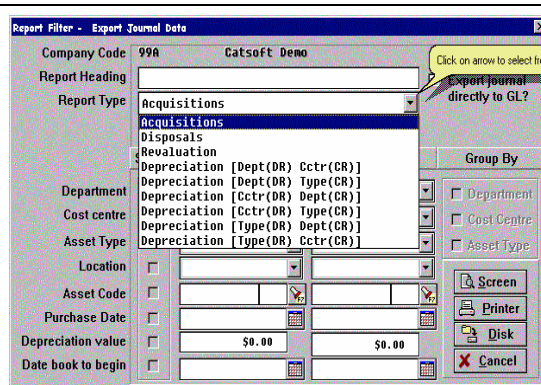 Report Filter - Export Journal Data
Company Code 99A Catsoft Demo
Click on arrow to select fr
Report Heading
Export journal
directly to GL?
Report Type Acquisitions
Acquisitions
Disposals
Revaluation
Depreciation [Dept(DR) Cctr(CR)]
Group By
Depreciation [Dept(DR) Type(CR)]
Department
Depreciation [Cctr(DR) Dept(CR)]
Department
Depreciation [Cctr(DR) Type(CR)]
Cost centre
Depreciation [Type(DR) Dept(CR)]
Cost Centre
Asset Type
Depreciation [Type(DR) Cctr(CR)]
Asset Type
Location
Screen
Asset Code
F7
F7
Printer
Purchase Date
Disk
Depreciation value $0.00 $0.00
Cancel
Date book to begin